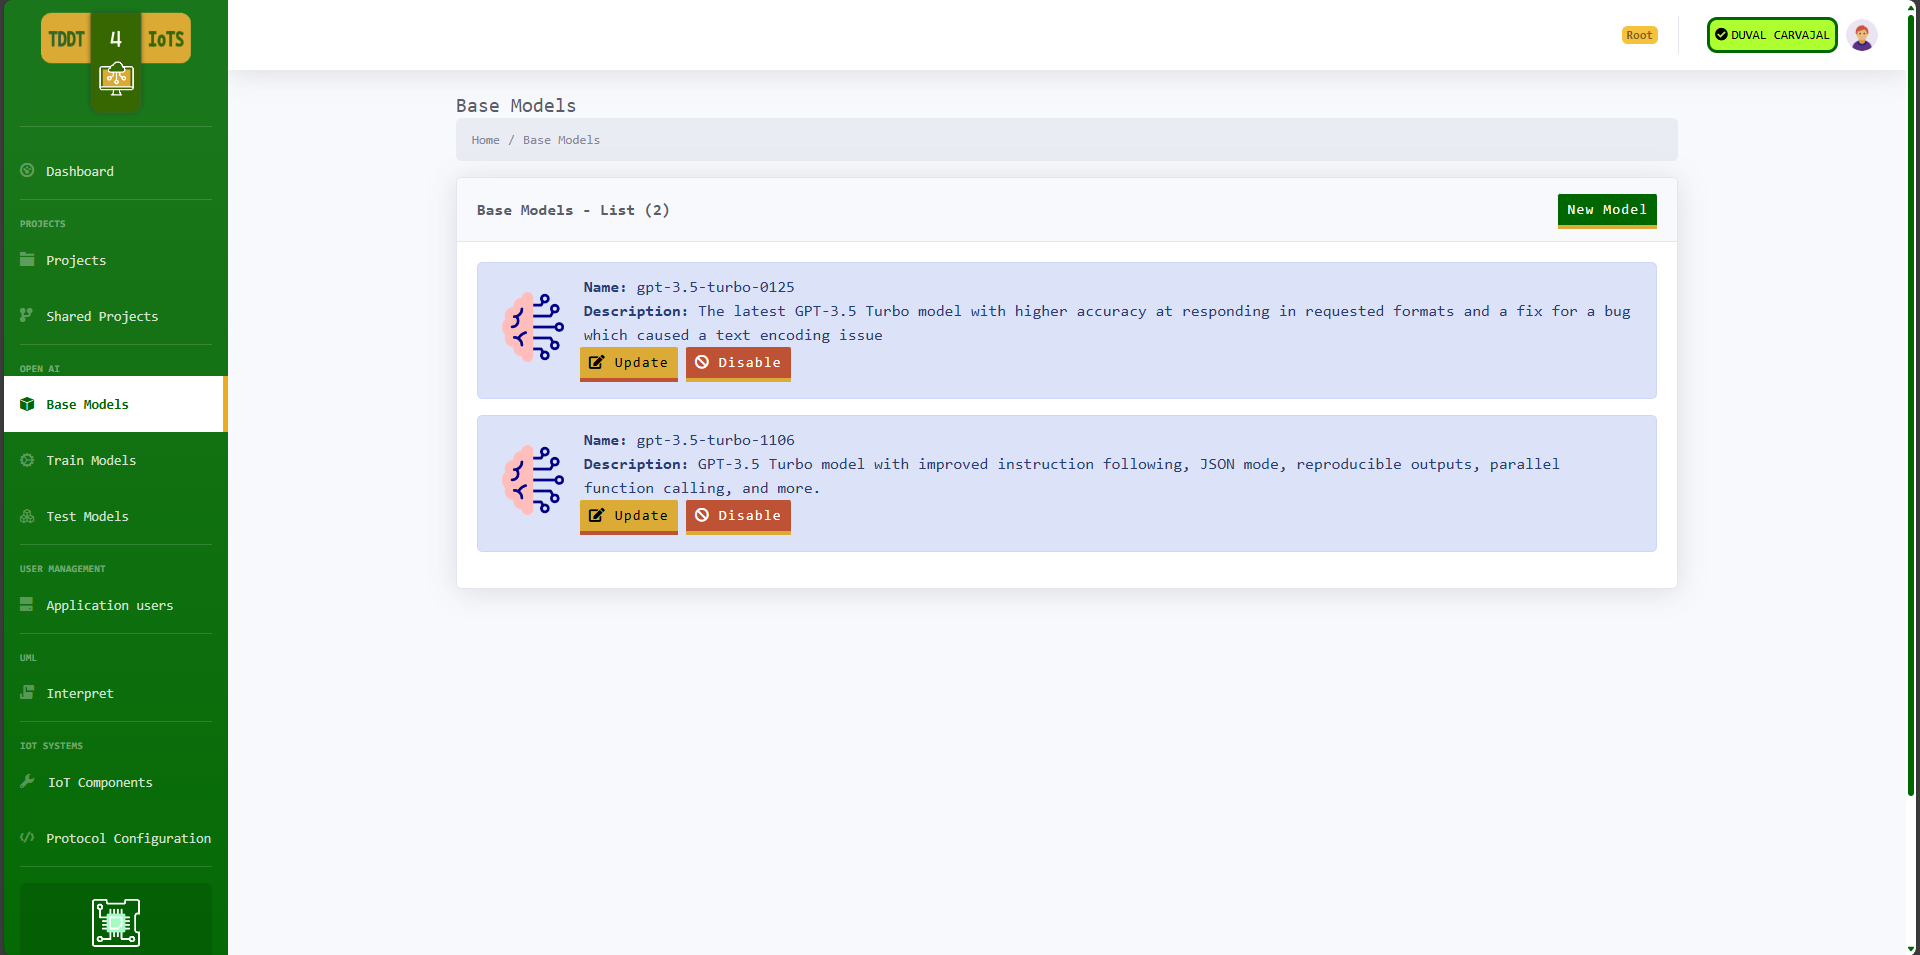 TDDT 4 IoTS
Dashboard
PROJECTS
Projects
Shared Projects
OPEN AI
Base Models
Train Models
Test Models
USER MANAGEMENT
Application users
UML
Interpret
IOT SYSTEMS
IoT Components
Protocol Configuration
Root
DUVAL CARVAJAL
Base Models
Home / Base Models
Base Models - List (2)
New Model
Name: gpt-3.5-turbo-0125
Description: The latest GPT-3.5 Turbo model with higher accuracy at responding in requested formats and a fix for a bug
which caused a text encoding issue
Update
Disable
Name: gpt-3.5-turbo-1106
Description: GPT-3.5 Turbo model with improved instruction following, JSON mode, reproducible outputs, parallel
function calling, and more.
Update
Disable